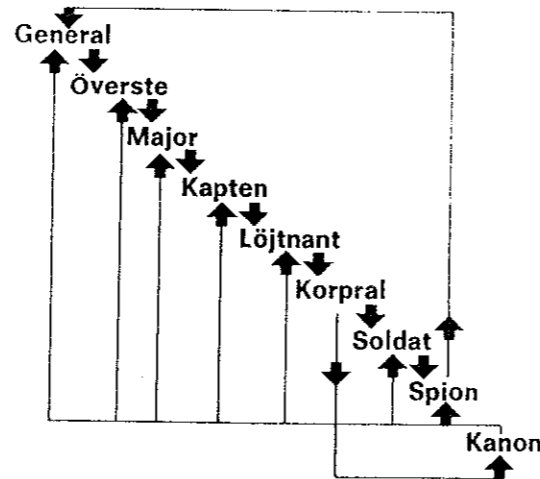 General
Överste
Major
Kapten
Löjtnant
Korpral
Soldat
Spion
Kanon